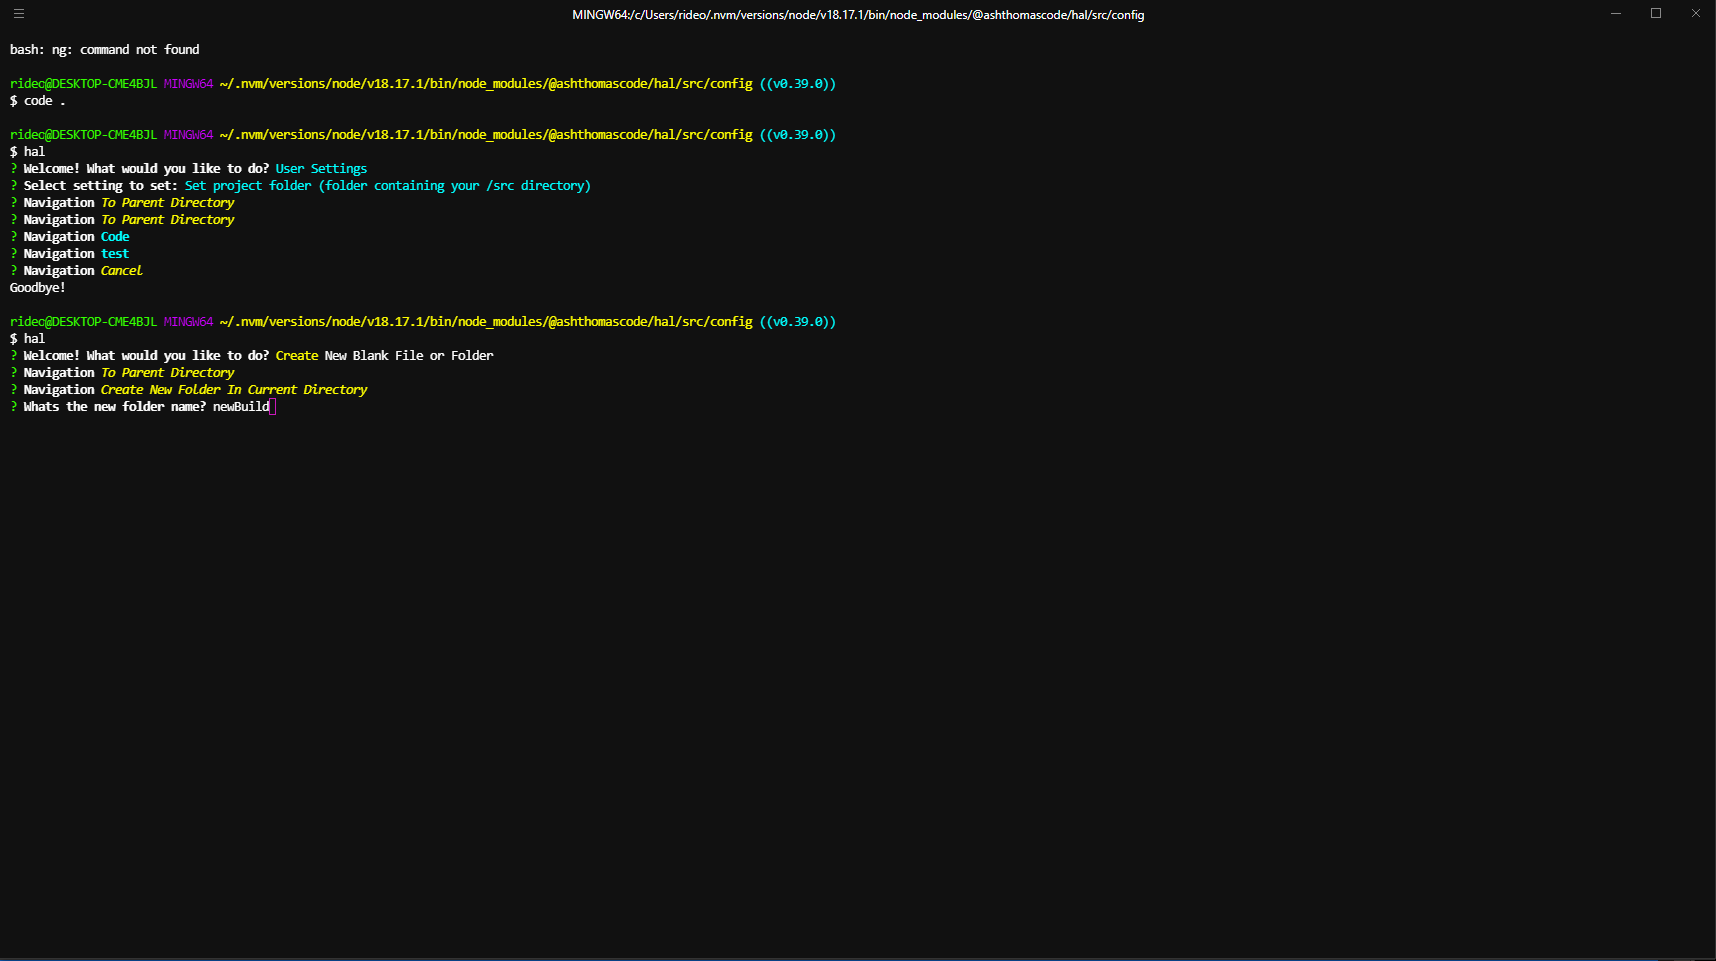 MINGW64:/c/Users/rideo/.nvm/versions/node/v18.17.1/bin/node_modules/@ashthomascode/hal/src/config
bash: ng: command not found
rideo@DESKTOP-CME4BJL MINGW64 ~/.nvm/versions/node/v18.17.1/bin/node_modules/@ashthomascode/hal/src/config ((v0.39.0))
$ code .
rideo@DESKTOP-CME4BJL MINGW64 ~/.nvm/versions/node/v18.17.1/bin/node_modules/@ashthomascode/hal/src/config ((v0.39.0))
$ hal
? Welcome! What would you like to do? User Settings
? Select setting to set: Set project folder (folder containing your /src directory)
? Navigation To Parent Directory
? Navigation To Parent Directory
? Navigation Code
? Navigation test
? Navigation Cancel
Goodbye!
rideo@DESKTOP-CME4BJL MINGW64 ~/.nvm/versions/node/v18.17.1/bin/node_modules/@ashthomascode/hal/src/config ((v0.39.0))
$ hal
? Welcome! What would you like to do? Create New Blank File or Folder
? Navigation To Parent Directory
? Navigation Create New Folder In Current Directory
? Whats the new folder name? newBuild